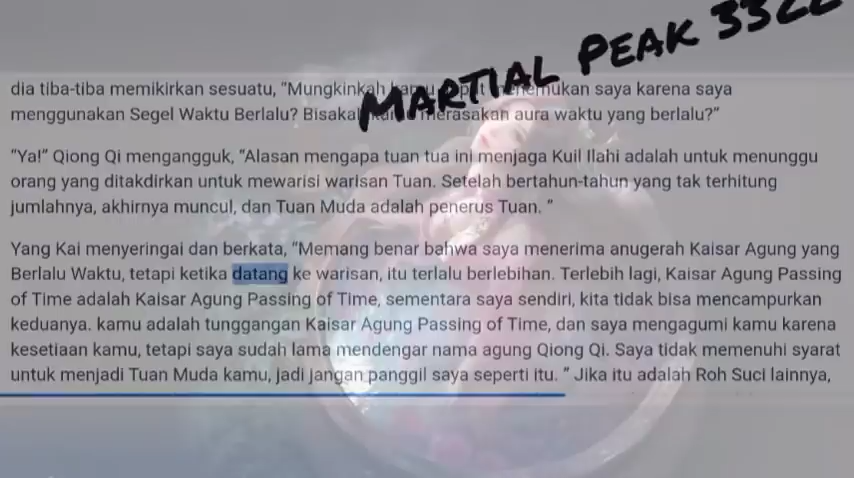 MARTIAL PEAK 3322
dia tiba-tiba memikirkan sesuatu, “Mungkinkah kamu dapat menemukan saya karena saya
menggunakan Segel Waktu Berlalu? Bisakah kamu merasakan aura waktu yang berlalu?”
“Ya!” Qiong Qi mengangguk, “Alasan mengapa tuan tua ini menjaga Kuil Ilahi adalah untuk menunggu
orang yang ditakdirkan untuk mewarisi warisan Tuan. Setelah bertahun-tahun yang tak terhitung
jumlahnya, akhirnya muncul, dan Tuan Muda adalah penerus Tuan. ”
Yang Kai menyeringai dan berkata, “Memang benar bahwa saya menerima anugerah Kaisar Agung yang
Berlalu Waktu, tetapi ketika datang ke warisan, itu terlalu berlebihan. Terlebih lagi, Kaisar Agung Passing
of Time adalah Kaisar Agung Passing of Time, sementara saya sendiri, kita tidak bisa mencampurkan
keduanya. kamu adalah tunggangan Kaisar Agung Passing of Time, dan saya mengagumi kamu karena
kesetiaan kamu, tetapi saya sudah lama mendengar nama agung Qiong Qi. Saya tidak memenuhi syarat
untuk menjadi Tuan Muda kamu, jadi jangan panggil saya seperti itu. ” Jika itu adalah Roh Suci lainnya,